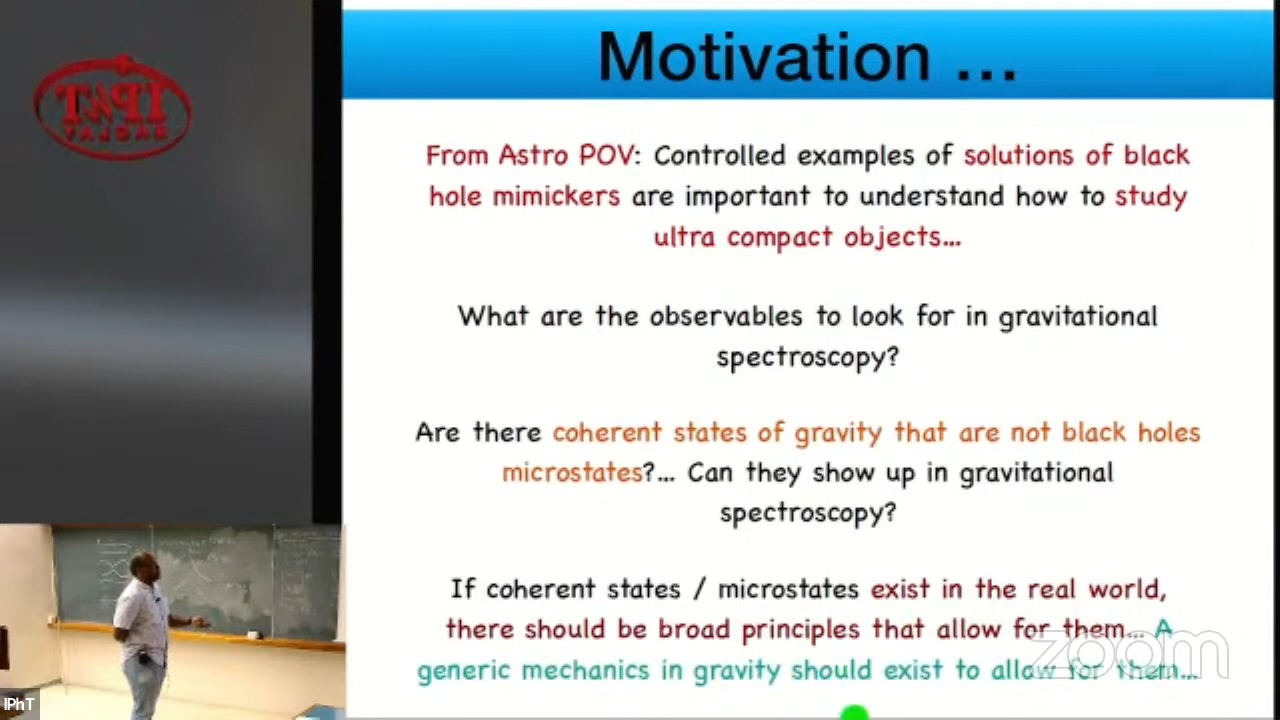 Motivation ...
From Astro POV: Controlled examples of solutions of black
hole mimickers are important to understand how to study
ultra compact objects...
What are the observables to look for in gravitational
spectroscopy?
Are there coherent states of gravity that are not black holes
microstates?... Can they show up in gravitational
spectroscopy?
If coherent states / microstates exist in the real world,
there should be broad principles that allow for them... A
generic mechanics in gravity should exist to allow for them...
zoom
IPhT
SACLAY
IPhT